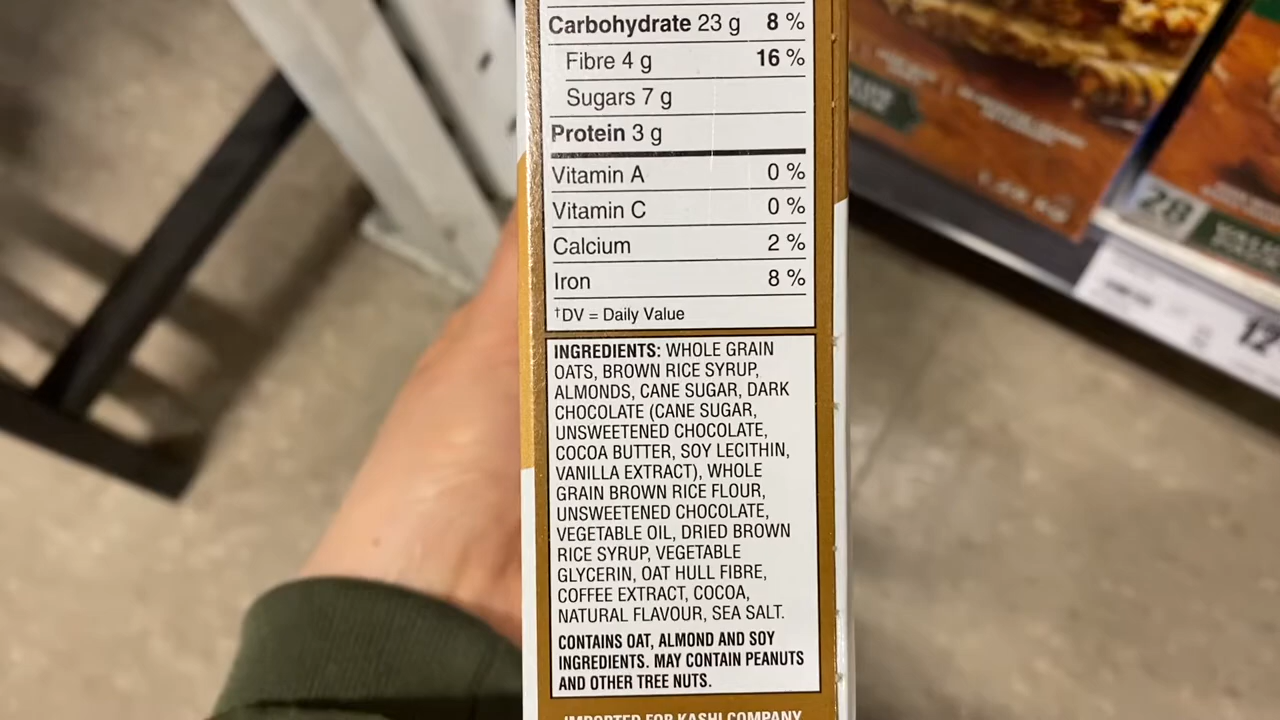 Carbohydrate 23 g 8 %
Fibre 4 g 16 %
Sugars 7 g
Protein 3 g
Vitamin A 0 %
Vitamin C 0 %
Calcium 2 %
Iron 8 %
†DV = Daily Value
INGREDIENTS: WHOLE GRAIN
OATS, BROWN RICE SYRUP,
ALMONDS, CANE SUGAR, DARK
CHOCOLATE (CANE SUGAR,
UNSWEETENED CHOCOLATE,
COCOA BUTTER, SOY LECITHIN,
VANILLA EXTRACT), WHOLE
GRAIN BROWN RICE FLOUR,
UNSWEETENED CHOCOLATE,
VEGETABLE OIL, DRIED BROWN
RICE SYRUP, VEGETABLE
GLYCERIN, OAT HULL FIBRE,
COFFEE EXTRACT, COCOA,
NATURAL FLAVOUR, SEA SALT.
CONTAINS OAT, ALMOND AND SOY
INGREDIENTS. MAY CONTAIN PEANUTS
AND OTHER TREE NUTS.
IMPORTED FOR KASHI COMPANY
28
12